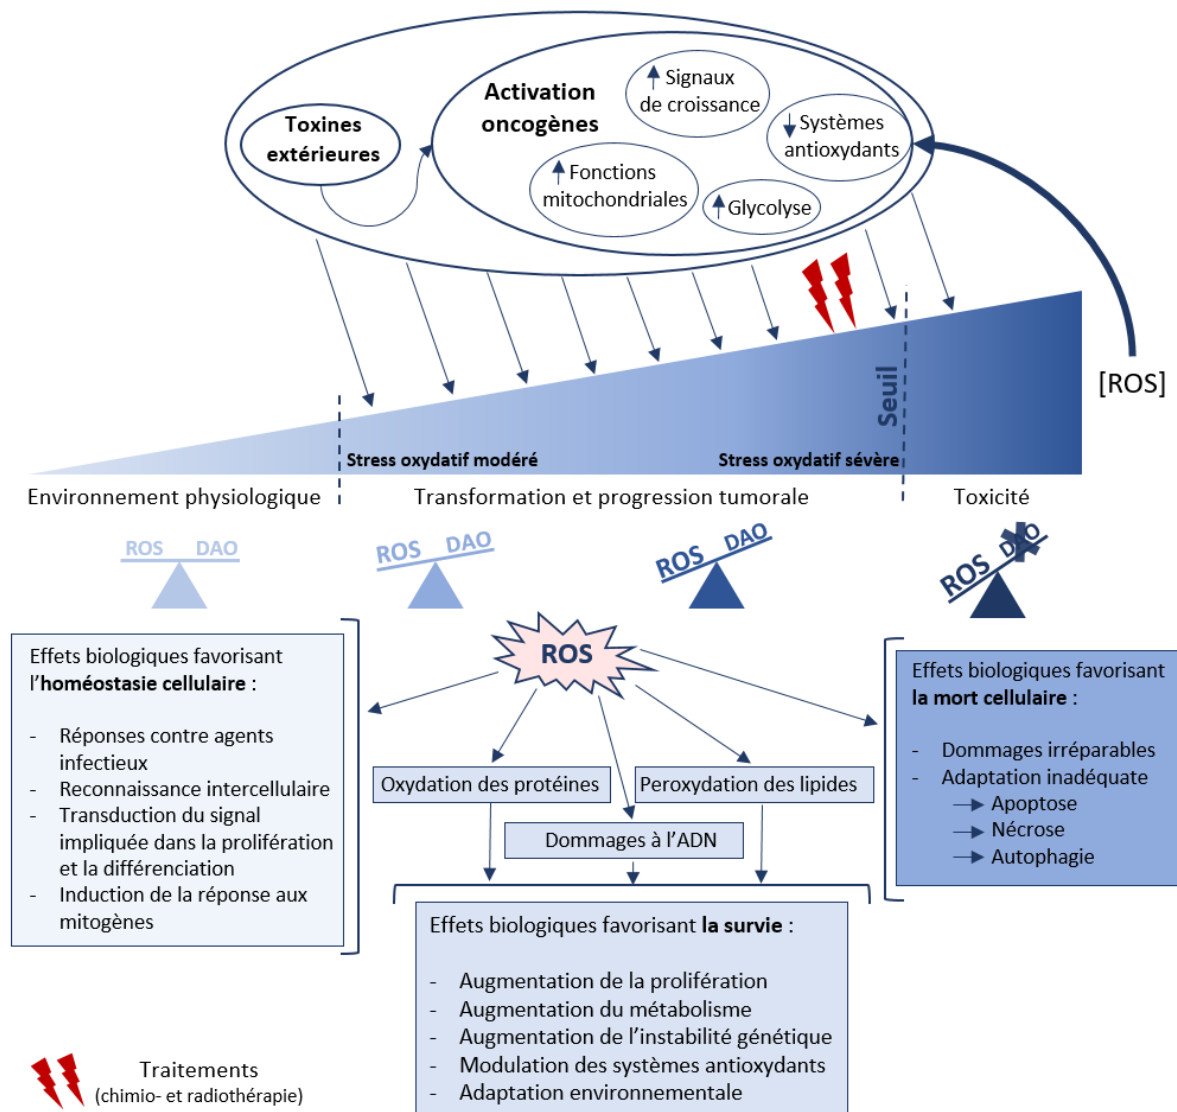 Activation
oncogènes
Signaux
de croissance
Toxines
extérieures
Systèmes
antioxydants
Fonctions
mitochondriales
Glycolyse
[ROS]
Seuil
Stress oxydatif modéré
Stress oxydatif sévère
Environnement physiologique
Transformation et progression tumorale
Toxicité
ROS DAO
ROS DAO
ROS DAO
ROS DAO
ROS
Effets biologiques favorisant
l'homéostasie cellulaire :
- Réponses contre agents
infectieux
- Reconnaissance intercellulaire
- Transduction du signal
impliquée dans la prolifération
et la différenciation
- Induction de la réponse aux
mitogènes
Oxydation des protéines
Peroxydation des lipides
Dommages à l'ADN
Effets biologiques favorisant
la mort cellulaire :
- Dommages irréparables
- Adaptation inadéquate
Apoptose
Nécrose
Autophagie
Effets biologiques favorisant la survie :
- Augmentation de la prolifération
- Augmentation du métabolisme
- Augmentation de l'instabilité génétique
- Modulation des systèmes antioxydants
- Adaptation environnementale
Traitements
(chimio- et radiothérapie)